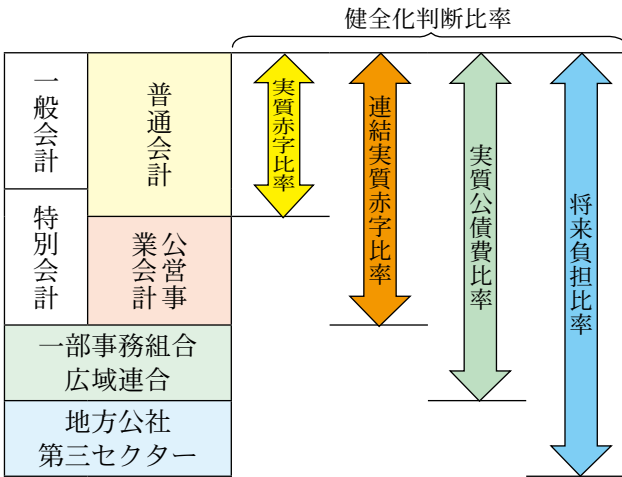 健全化判断比率
一般会計
普通会計
特別会計
公営事
業会計
一部事務組合
広域連合
地方公社
第三セクター
実質赤字比率
連結実質赤字比率
実質公債費比率
将来負担比率